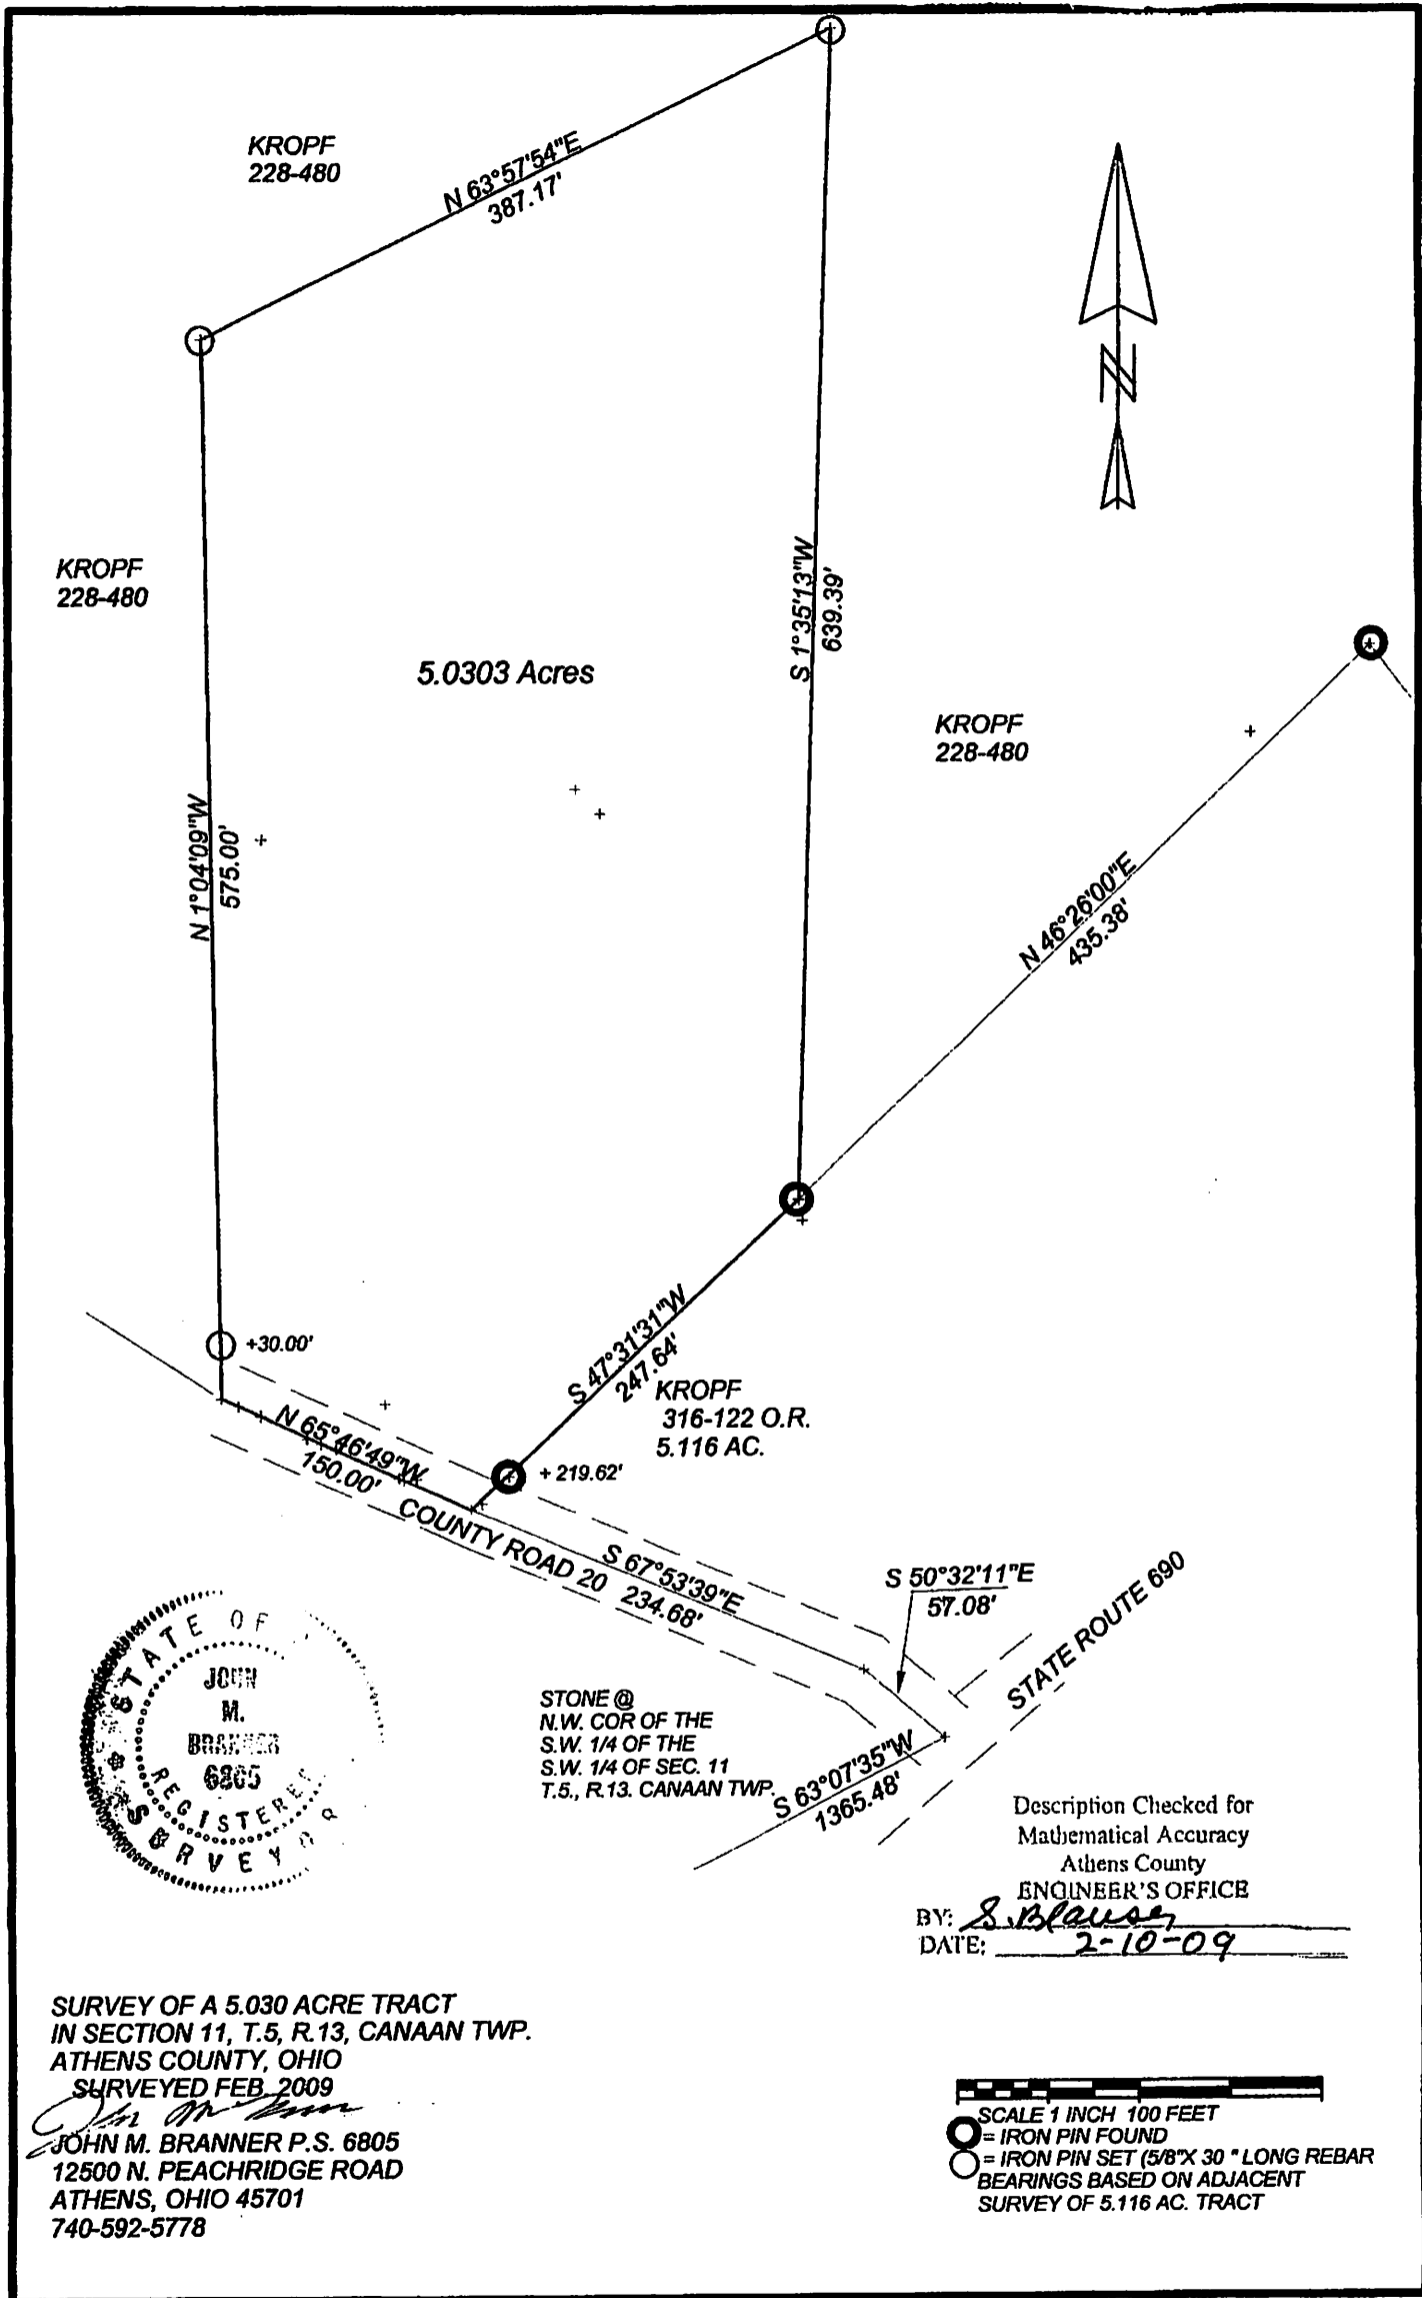 KROPF
228-480
N 63°57'54"E
387.17'
N
KROPF
228-480
S 1°35'13"W
639.39'
5.0303 Acres
KROPF
228-480
N 1°04'09"W
575.00'
N 46°26'00"E
435.38'
+30.00'
S 47°31'31"W
247.64'
KROPF
316-122 O.R.
5.116 AC.
N 65°46'49"W
150.00'
+ 219.62'
COUNTY ROAD 20
S 67°53'39"E
234.68'
S 50°32'11"E
57.08'
STATE ROUTE 690
STATE OF
JOHN
M.
BRANNER
6805
REGISTERED
SURVEYOR
STONE @
N.W. COR OF THE
S.W. 1/4 OF THE
S.W. 1/4 OF SEC. 11
T.5., R.13. CANAAN TWP.
S 63°07'35"W
1365.48'
Description Checked for
Mathematical Accuracy
Athens County
ENGINEER'S OFFICE
BY: S. Blauser
DATE: 2-10-09
SURVEY OF A 5.030 ACRE TRACT
IN SECTION 11, T.5, R.13, CANAAN TWP.
ATHENS COUNTY, OHIO
SURVEYED FEB. 2009
JOHN M. BRANNER P.S. 6805
12500 N. PEACHRIDGE ROAD
ATHENS, OHIO 45701
740-592-5778
SCALE 1 INCH 100 FEET
= IRON PIN FOUND
= IRON PIN SET (5/8"X 30 " LONG REBAR
BEARINGS BASED ON ADJACENT
SURVEY OF 5.116 AC. TRACT